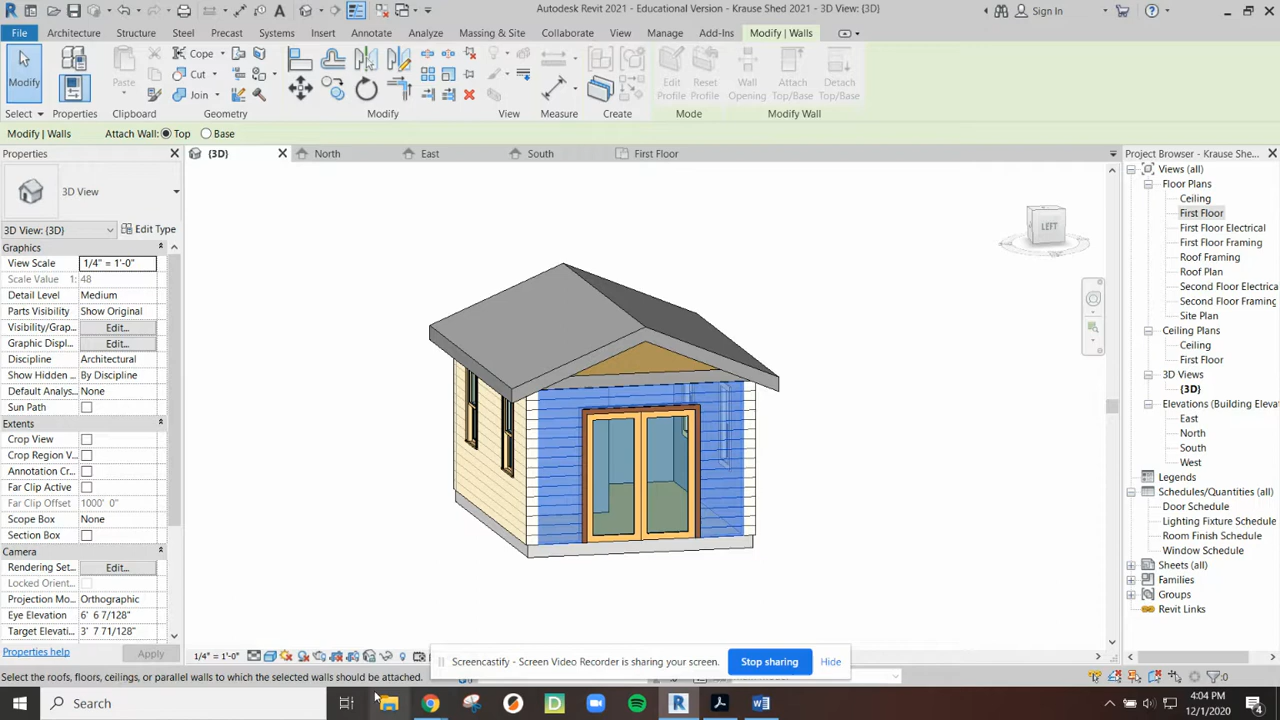 Autodesk Revit 2021 - Educational Version - Krause Shed 2021 - 3D View: {3D}
Sign In
File Architecture Structure Steel Precast Systems Insert Annotate Analyze Massing & Site Collaborate View Manage Add-Ins Modify | Walls
Modify
Paste
Cope
Cut
Join
Edit Profile
Reset Profile
Wall Opening
Attach Top/Base
Detach Top/Base
Select Properties Clipboard Geometry Modify View Measure Create Mode Modify Wall
Modify | Walls Attach Wall: Top Base
Properties
{3D} North East South First Floor
Project Browser - Krause She...
3D View
3D View: {3D} Edit Type
Graphics
View Scale 1/4" = 1'-0"
Scale Value 1: 48
Detail Level Medium
Parts Visibility Show Original
Visibility/Grap... Edit...
Graphic Displ... Edit...
Discipline Architectural
Show Hidden ... By Discipline
Default Analys... None
Sun Path
Extents
Crop View
Crop Region V...
Annotation Cr...
Far Clip Active
Far Clip Offset 1000' 0"
Scope Box None
Section Box
Camera
Rendering Set... Edit...
Locked Orient...
Projection Mo... Orthographic
Eye Elevation 6' 6 7/128"
Target Elevati... 3' 7 71/128"
Properties help Apply
LEFT
Views (all)
Floor Plans
Ceiling
First Floor
First Floor Electrical
First Floor Framing
Roof Framing
Roof Plan
Second Floor Electrica
Second Floor Framing
Site Plan
Ceiling Plans
Ceiling
First Floor
3D Views
{3D}
Elevations (Building Elev
East
North
South
West
Legends
Schedules/Quantities (all)
Door Schedule
Lighting Fixture Schedule
Room Finish Schedule
Window Schedule
Sheets (all)
Families
Groups
Revit Links
1/4" = 1'-0"
Screencastify - Screen Video Recorder is sharing your screen. Stop sharing Hide
Select the roofs, floors, ceilings, or parallel walls to which the selected walls should be attached.
:0
Search
4:04 PM
12/1/2020
4